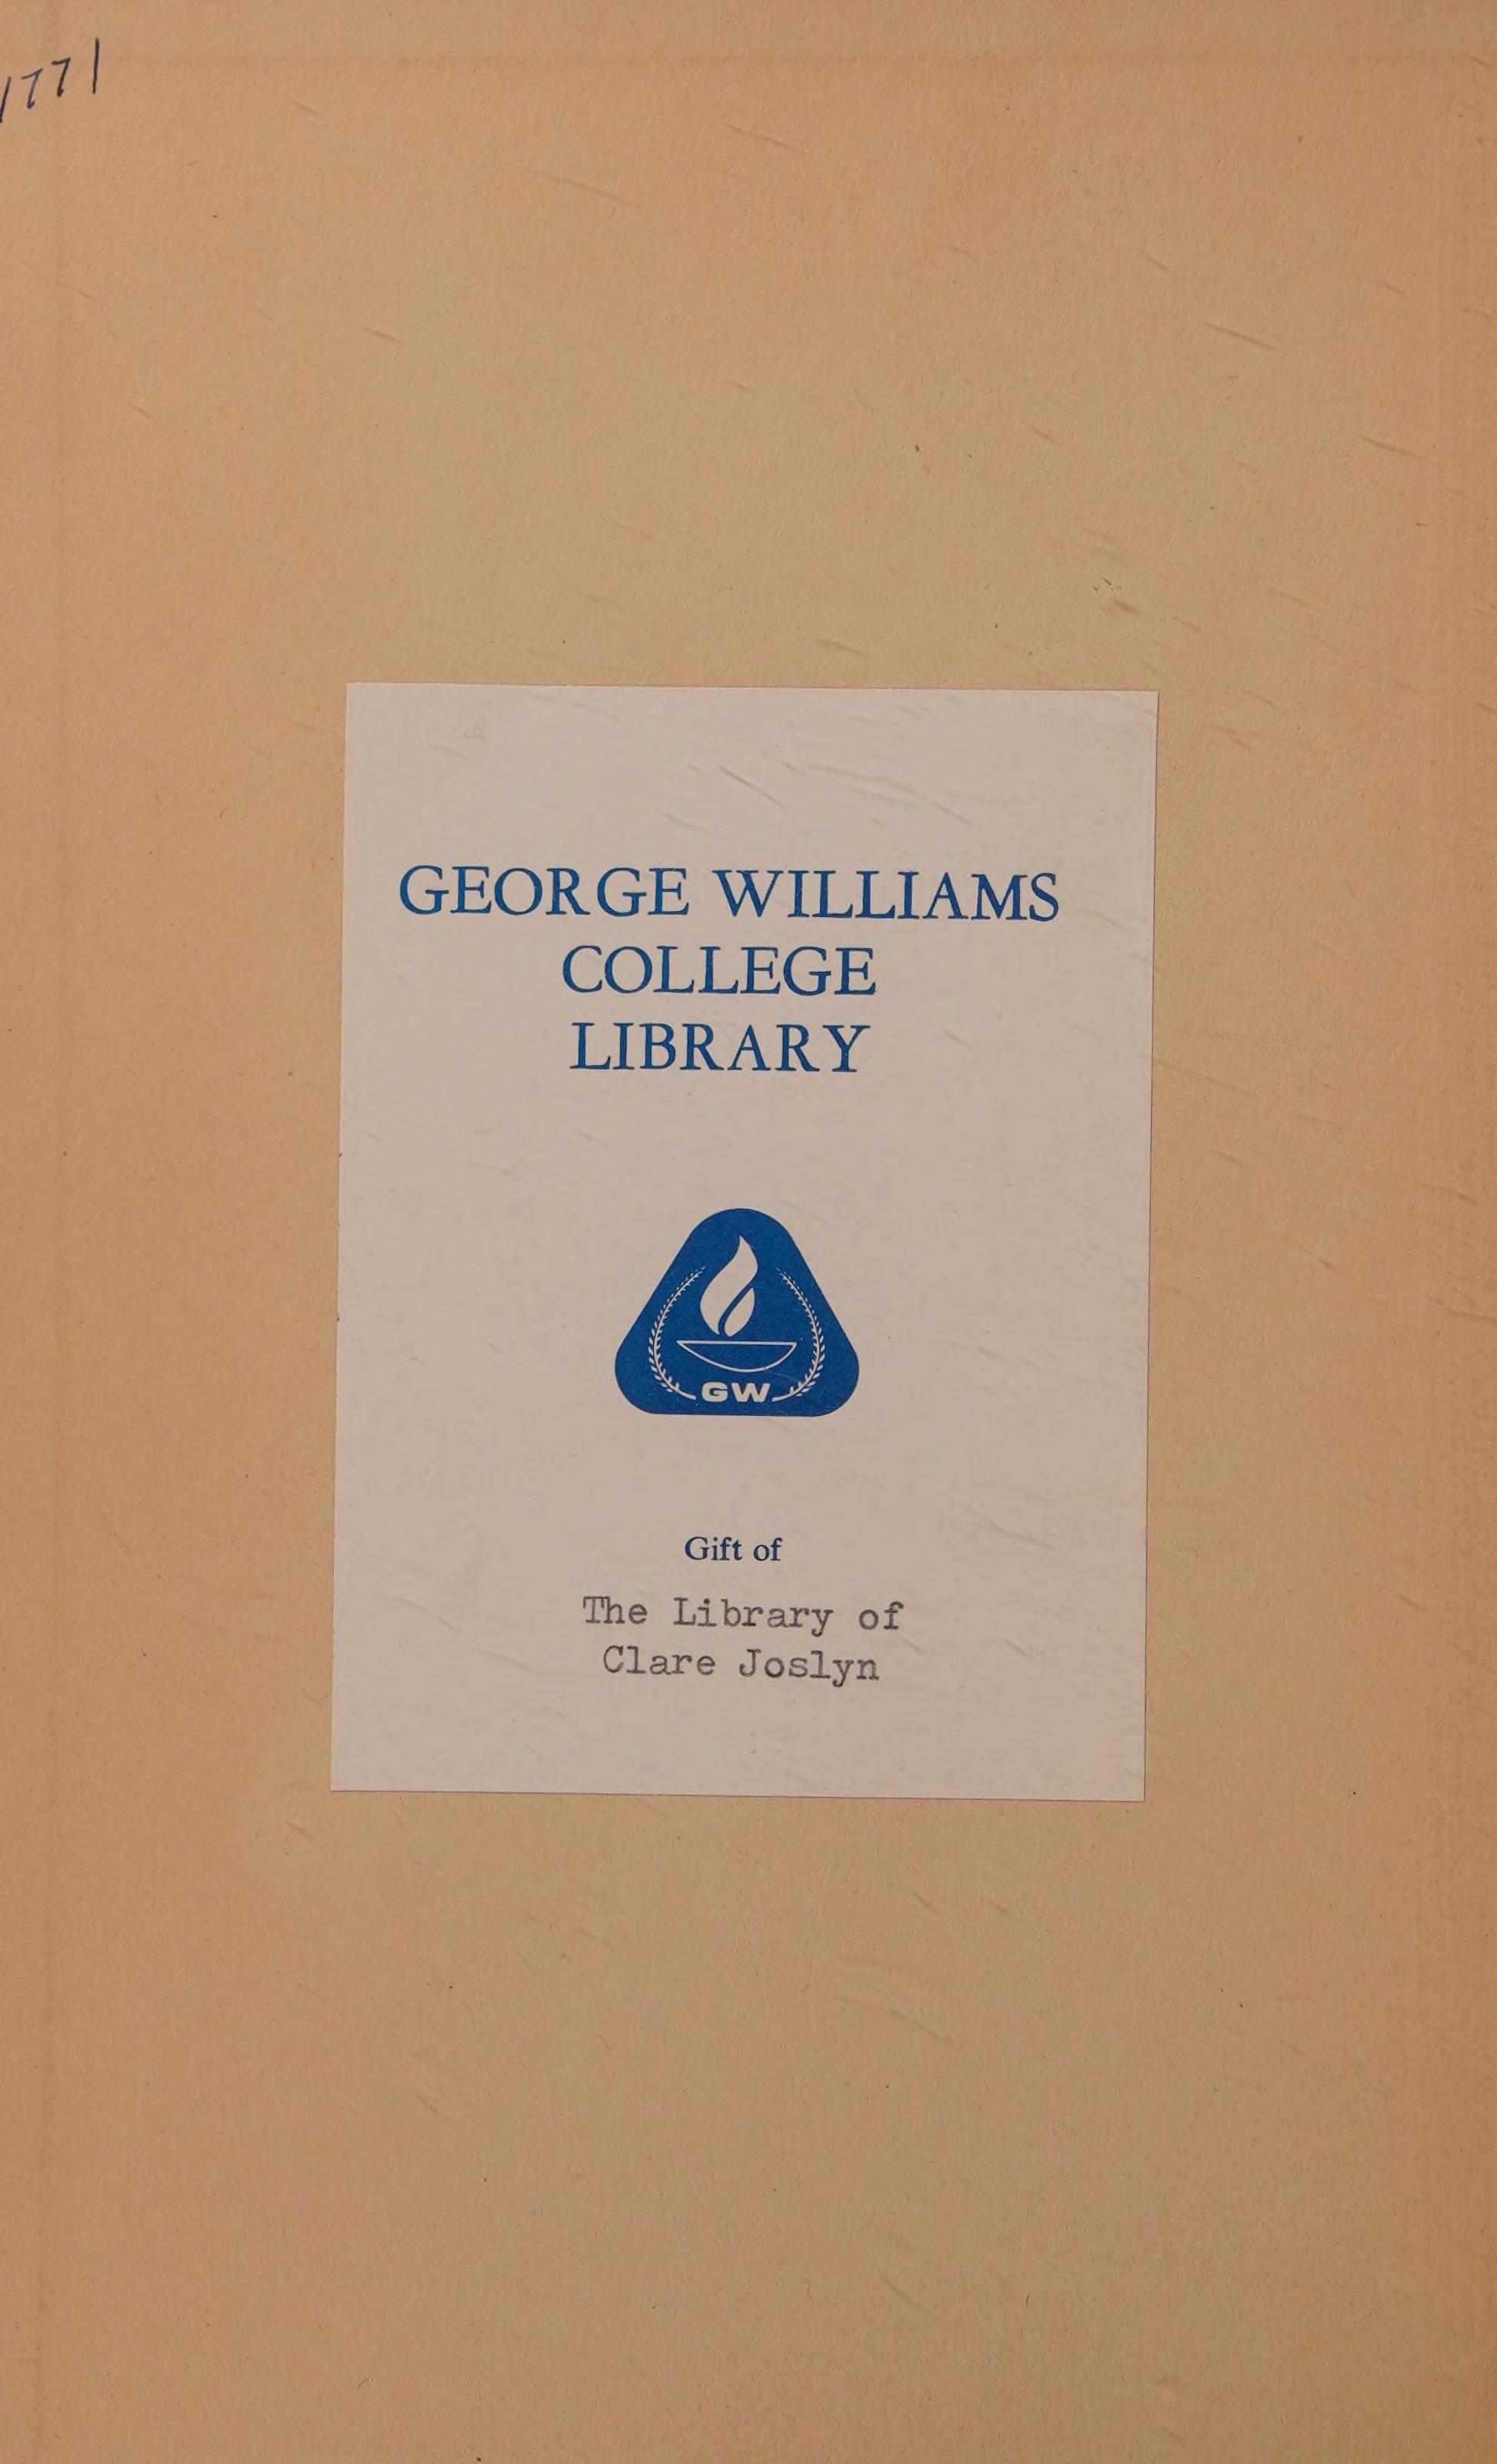 1771
GEORGE WILLIAMS
COLLEGE
LIBRARY
GW
Gift of
The Library of
Clare Joslyn